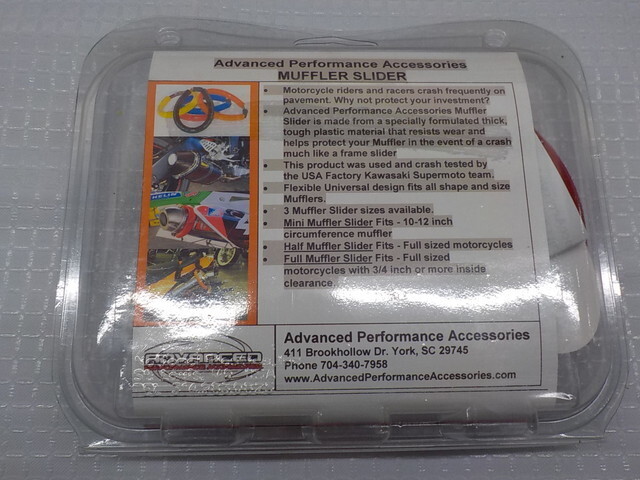 Advanced Performance Accessories
MUFFLER SLIDER
• Motorcycle riders and racers crash frequently on
pavement. Why not protect your investment?
• Advanced Performance Accessories Muffler
Slider is made from a specially formulated thick,
tough plastic material that resists wear and
helps protect your Muffler in the event of a crash
much like a frame slider
• This product was used and crash tested by
the USA Factory Kawasaki Supermoto team.
• Flexible Universal design fits all shape and size
Mufflers.
• 3 Muffler Slider sizes available.
Mini Muffler Slider Fits - 10-12 inch
circumference muffler
• Half Muffler Slider Fits - Full sized motorcycles
• Full Muffler Slider Fits - Full sized
motorcycles with 3/4 inch or more inside
clearance.
ADVANCED
PERFORMANCE ACCESSORIES
Advanced Performance Accessories
411 Brookhollow Dr. York, SC 29745
Phone 704-340-7958
www.AdvancedPerformanceAccessories.com